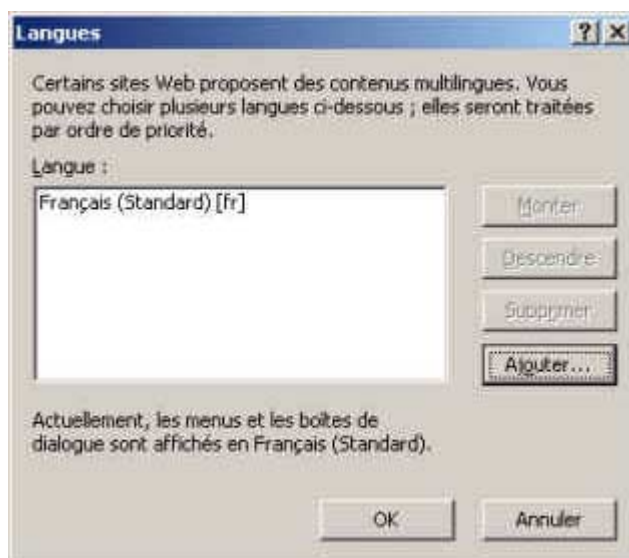 Langues
Certains sites Web proposent des contenus multilingues. Vous
pouvez choisir plusieurs langues ci-dessous ; elles seront traitées
par ordre de priorité.
Langue :
Français (Standard) [fr]
Monter
Descendre
Supprimer
Ajouter...
Actuellement, les menus et les boîtes de
dialogue sont affichés en Français (Standard).
OK
Annuler